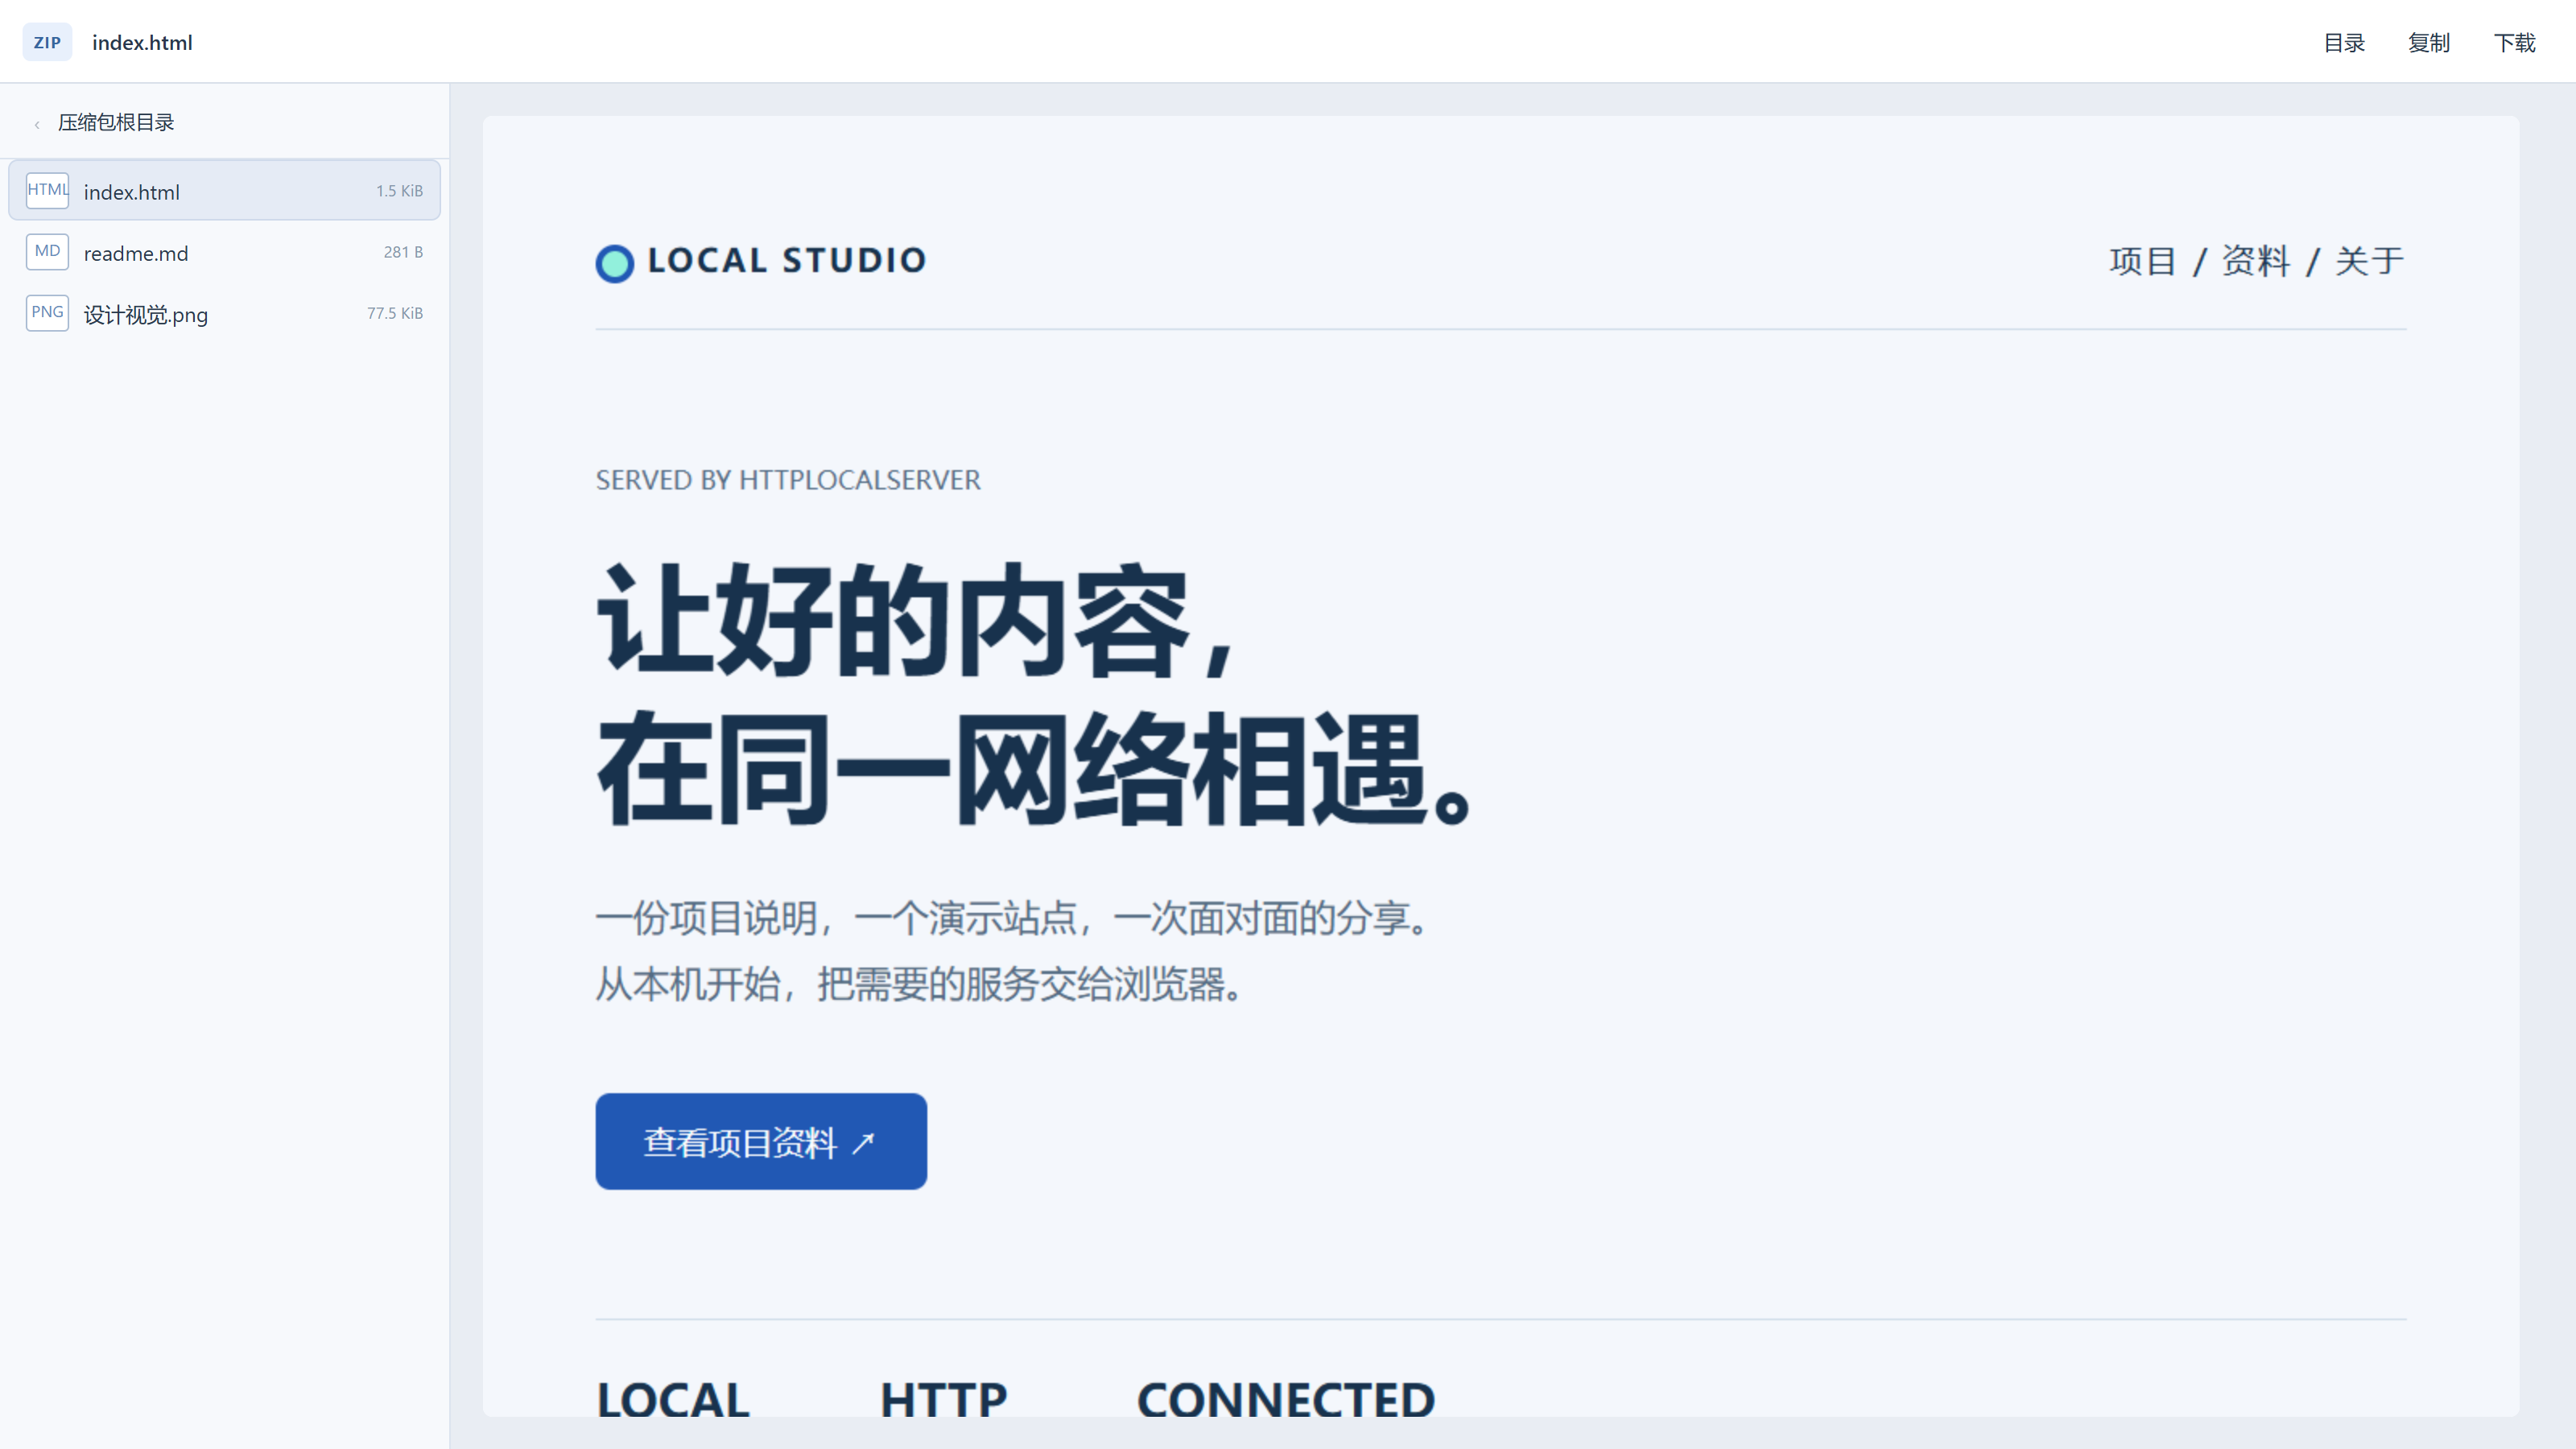 ZIP index.html 目录 复制 下载
‹ 压缩包根目录
HTML index.html 1.5 KiB
MD readme.md 281 B
PNG 设计视觉.png 77.5 KiB
LOCAL STUDIO 项目 / 资料 / 关于
SERVED BY HTTPLOCALSERVER
让好的内容，
在同一网络相遇。
一份项目说明，一个演示站点，一次面对面的分享。
从本机开始，把需要的服务交给浏览器。
查看项目资料 ↗
LOCAL HTTP CONNECTED